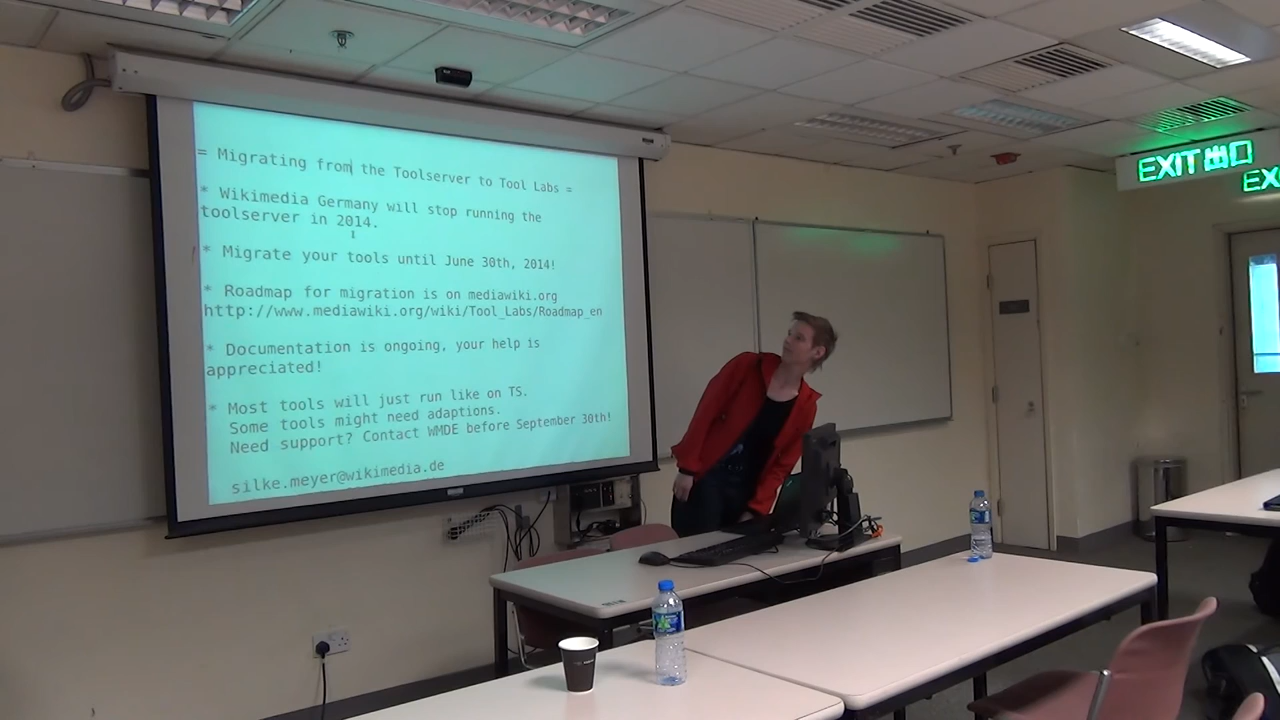 = Migrating from the Toolserver to Tool Labs =
* Wikimedia Germany will stop running the
toolserver in 2014.
* Migrate your tools until June 30th, 2014!
* Roadmap for migration is on mediawiki.org
http://www.mediawiki.org/wiki/Tool_Labs/Roadmap_en
* Documentation is ongoing, your help is
appreciated!
* Most tools will just run like on TS.
Some tools might need adaptions.
Need support? Contact WMDE before September 30th!
silke.meyer@wikimedia.de
EXIT 出口
EX